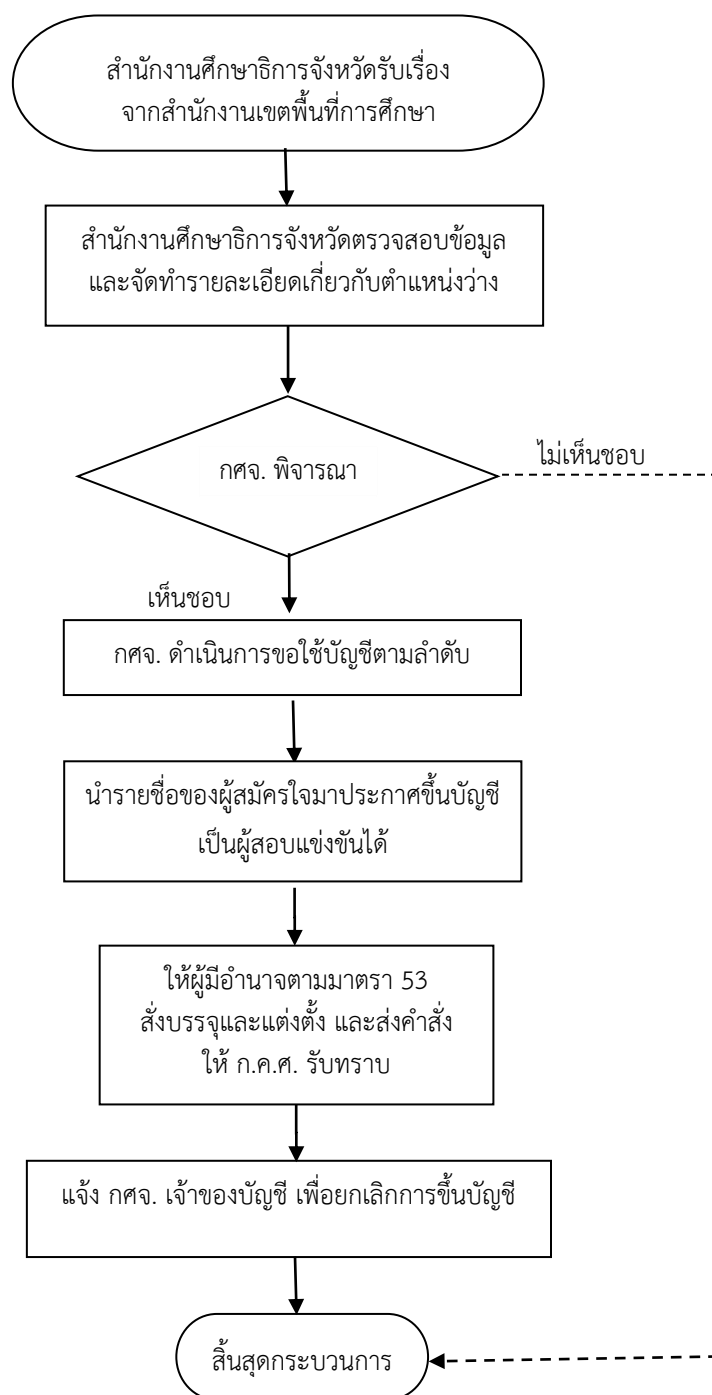 สำนักงานศึกษาธิการจังหวัดรับเรื่อง
จากสำนักงานเขตพื้นที่การศึกษา
สำนักงานศึกษาธิการจังหวัดตรวจสอบข้อมูล
และจัดทำรายละเอียดเกี่ยวกับตำแหน่งว่าง
กศจ. พิจารณา
ไม่เห็นชอบ
เห็นชอบ
กศจ. ดำเนินการขอใช้บัญชีตามลำดับ
นำรายชื่อของผู้สมัครใจมาประกาศขึ้นบัญชี
เป็นผู้สอบแข่งขันได้
ให้ผู้มีอำนาจตามมาตรา 53
สั่งบรรจุและแต่งตั้ง และส่งคำสั่ง
ให้ ก.ค.ศ. รับทราบ
แจ้ง กศจ. เจ้าของบัญชี เพื่อยกเลิกการขึ้นบัญชี
สิ้นสุดกระบวนการ